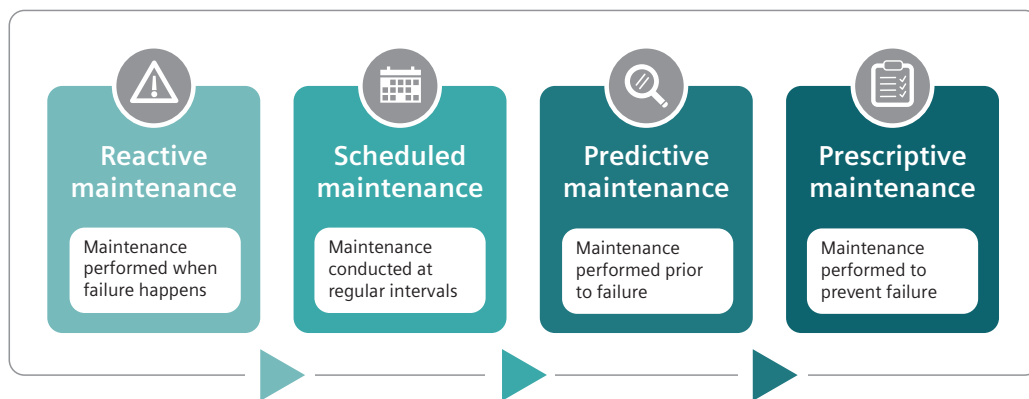 Reactive
maintenance
Maintenance
performed when
failure happens
Scheduled
maintenance
Maintenance
conducted at
regular intervals
Predictive
maintenance
Maintenance
performed prior
to failure
Prescriptive
maintenance
Maintenance
performed to
prevent failure